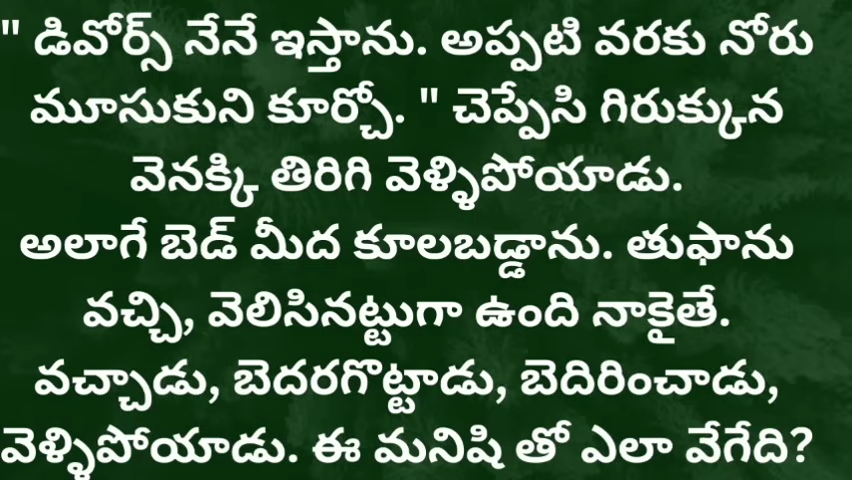 " డివోర్స్ నేనే ఇస్తాను. అప్పటి వరకు నోరు
మూసుకుని కూర్చో. " చెప్పేసి గిరుక్కున
వెనక్కి తిరిగి వెళ్ళిపోయాడు.
అలాగే బెడ్ మీద కూలబడ్డాను. తుఫాను
వచ్చి, వెలిసినట్టుగా ఉంది నాకైతే.
వచ్చాడు, బెదరగొట్టాడు, బెదిరించాడు,
వెళ్ళిపోయాడు. ఈ మనిషి తో ఎలా వేగేది?